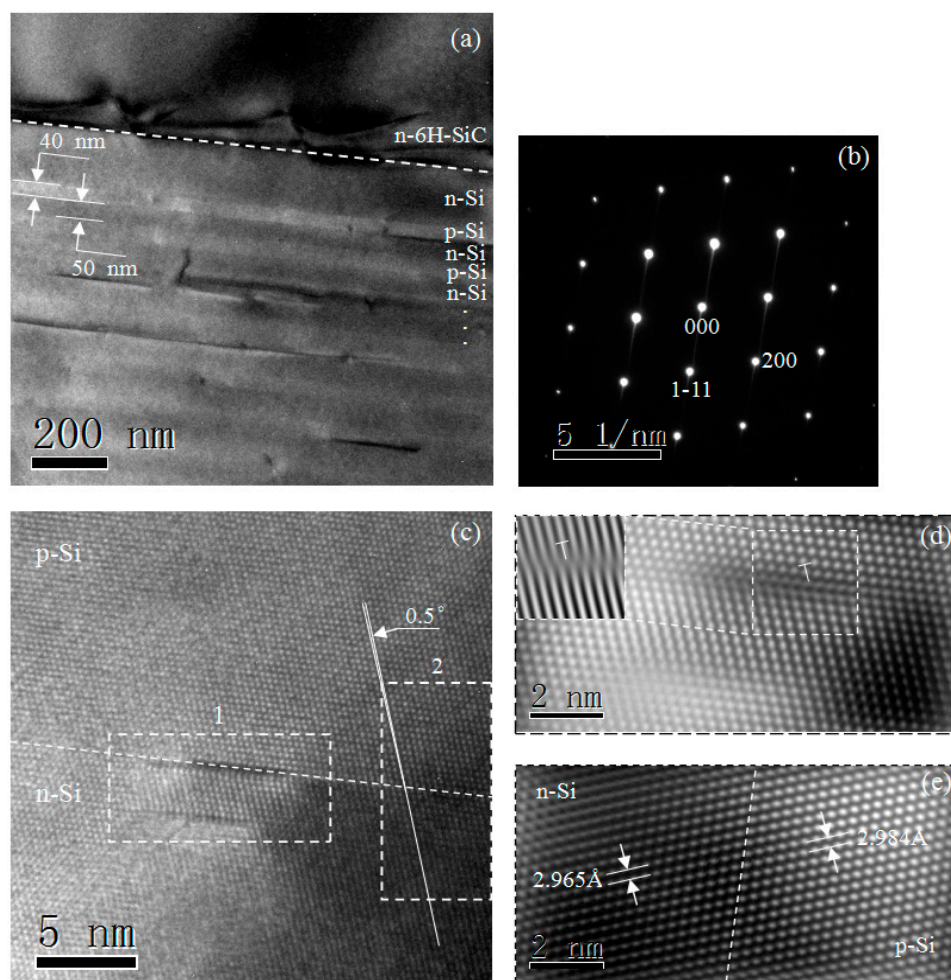 (a)
n-6H-SiC
40 nm
n-Si
p-Si
n-Si
50 nm
p-Si
n-Si
200 nm
(b)
000
200
1-11
5 1/nm
(c)
p-Si
0.5°
2
1
n-Si
5 nm
(d)
2 nm
(e)
n-Si
2.984Å
2.965Å
2 nm
p-Si